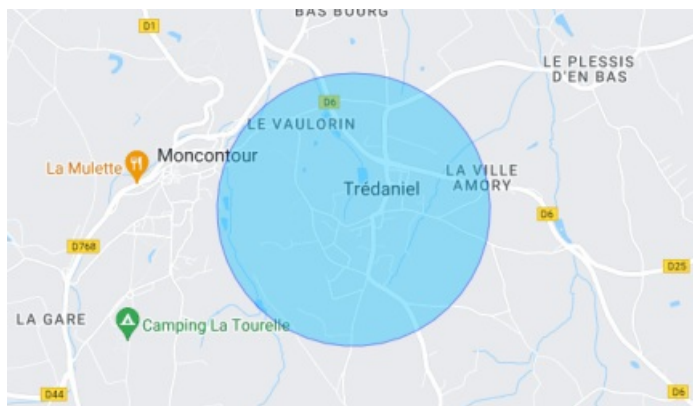 BAS BOURG
D1
LE PLESSIS
D'EN BAS
D6
LE VAULORIN
Moncontour
La Mulette
LA VILLE
AMORY
Trédaniel
D6
D768
D25
LA GARE
Camping La Tourelle
D44
D6